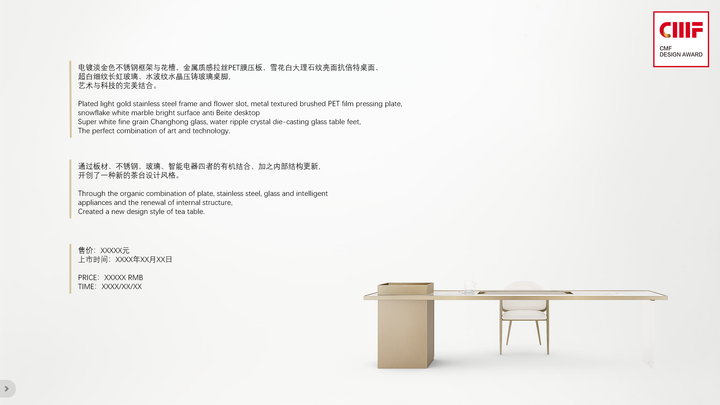 CMF
CMF
DESIGN AWARD
电镀淡金色不锈钢框架与花槽、金属质感拉丝PET膜压板、雪花白大理石纹亮面抗倍特桌面、
超白细纹长虹玻璃、水波纹水晶压铸玻璃桌脚,
艺术与科技的完美结合。
Plated light gold stainless steel frame and flower slot, metal textured brushed PET film pressing plate,
snowflake white marble bright surface anti Beite desktop
Super white fine grain Changhong glass, water ripple crystal die-casting glass table feet,
The perfect combination of art and technology.
通过板材、不锈钢、玻璃、智能电器四者的有机结合、加之内部结构更新,
开创了一种新的茶台设计风格。
Through the organic combination of plate, stainless steel, glass and intelligent
appliances and the renewal of internal structure,
Created a new design style of tea table.
售价: XXXXX元
上市时间: XXXX年XX月XX日
PRICE: XXXXX RMB
TIME: XXXX/XX/XX